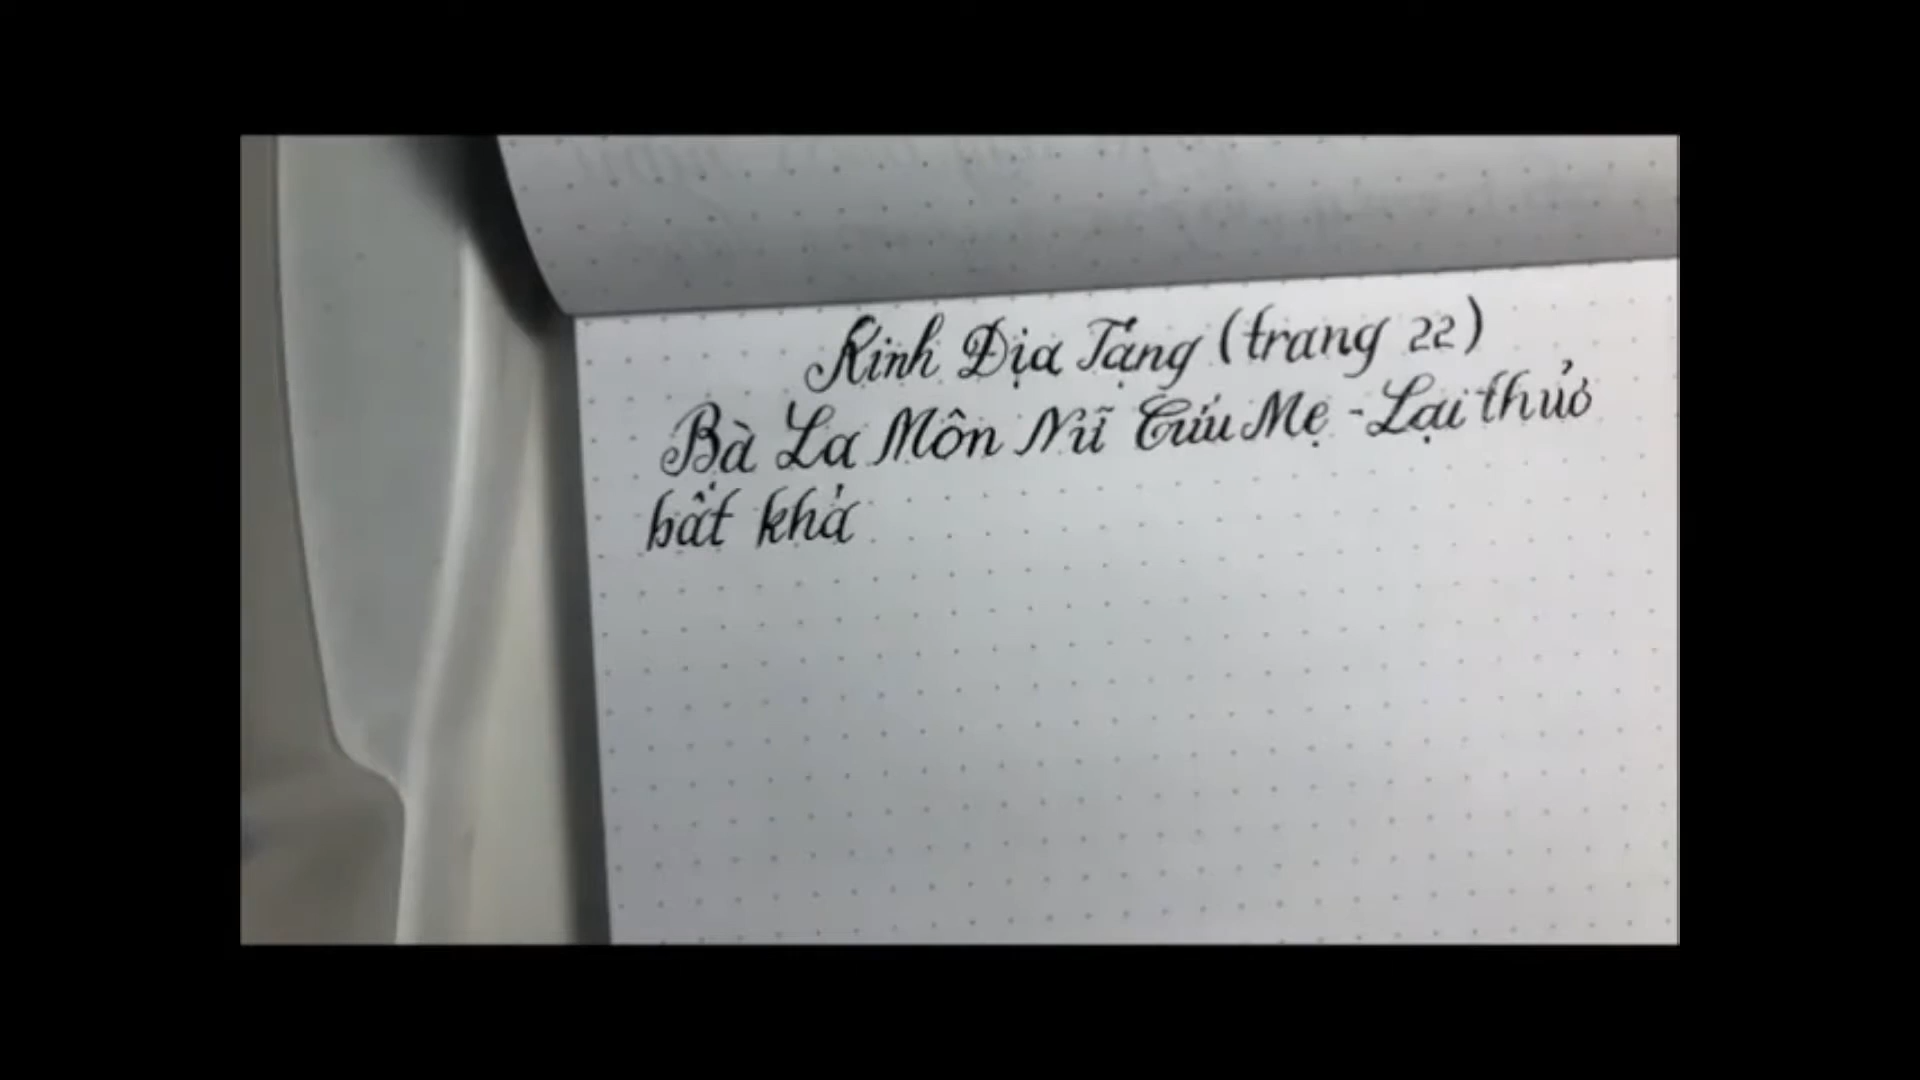 Kinh Địa Tạng (trang 22)
Bà La Môn Nữ Cứu Mẹ - Lại thuở
bất khả